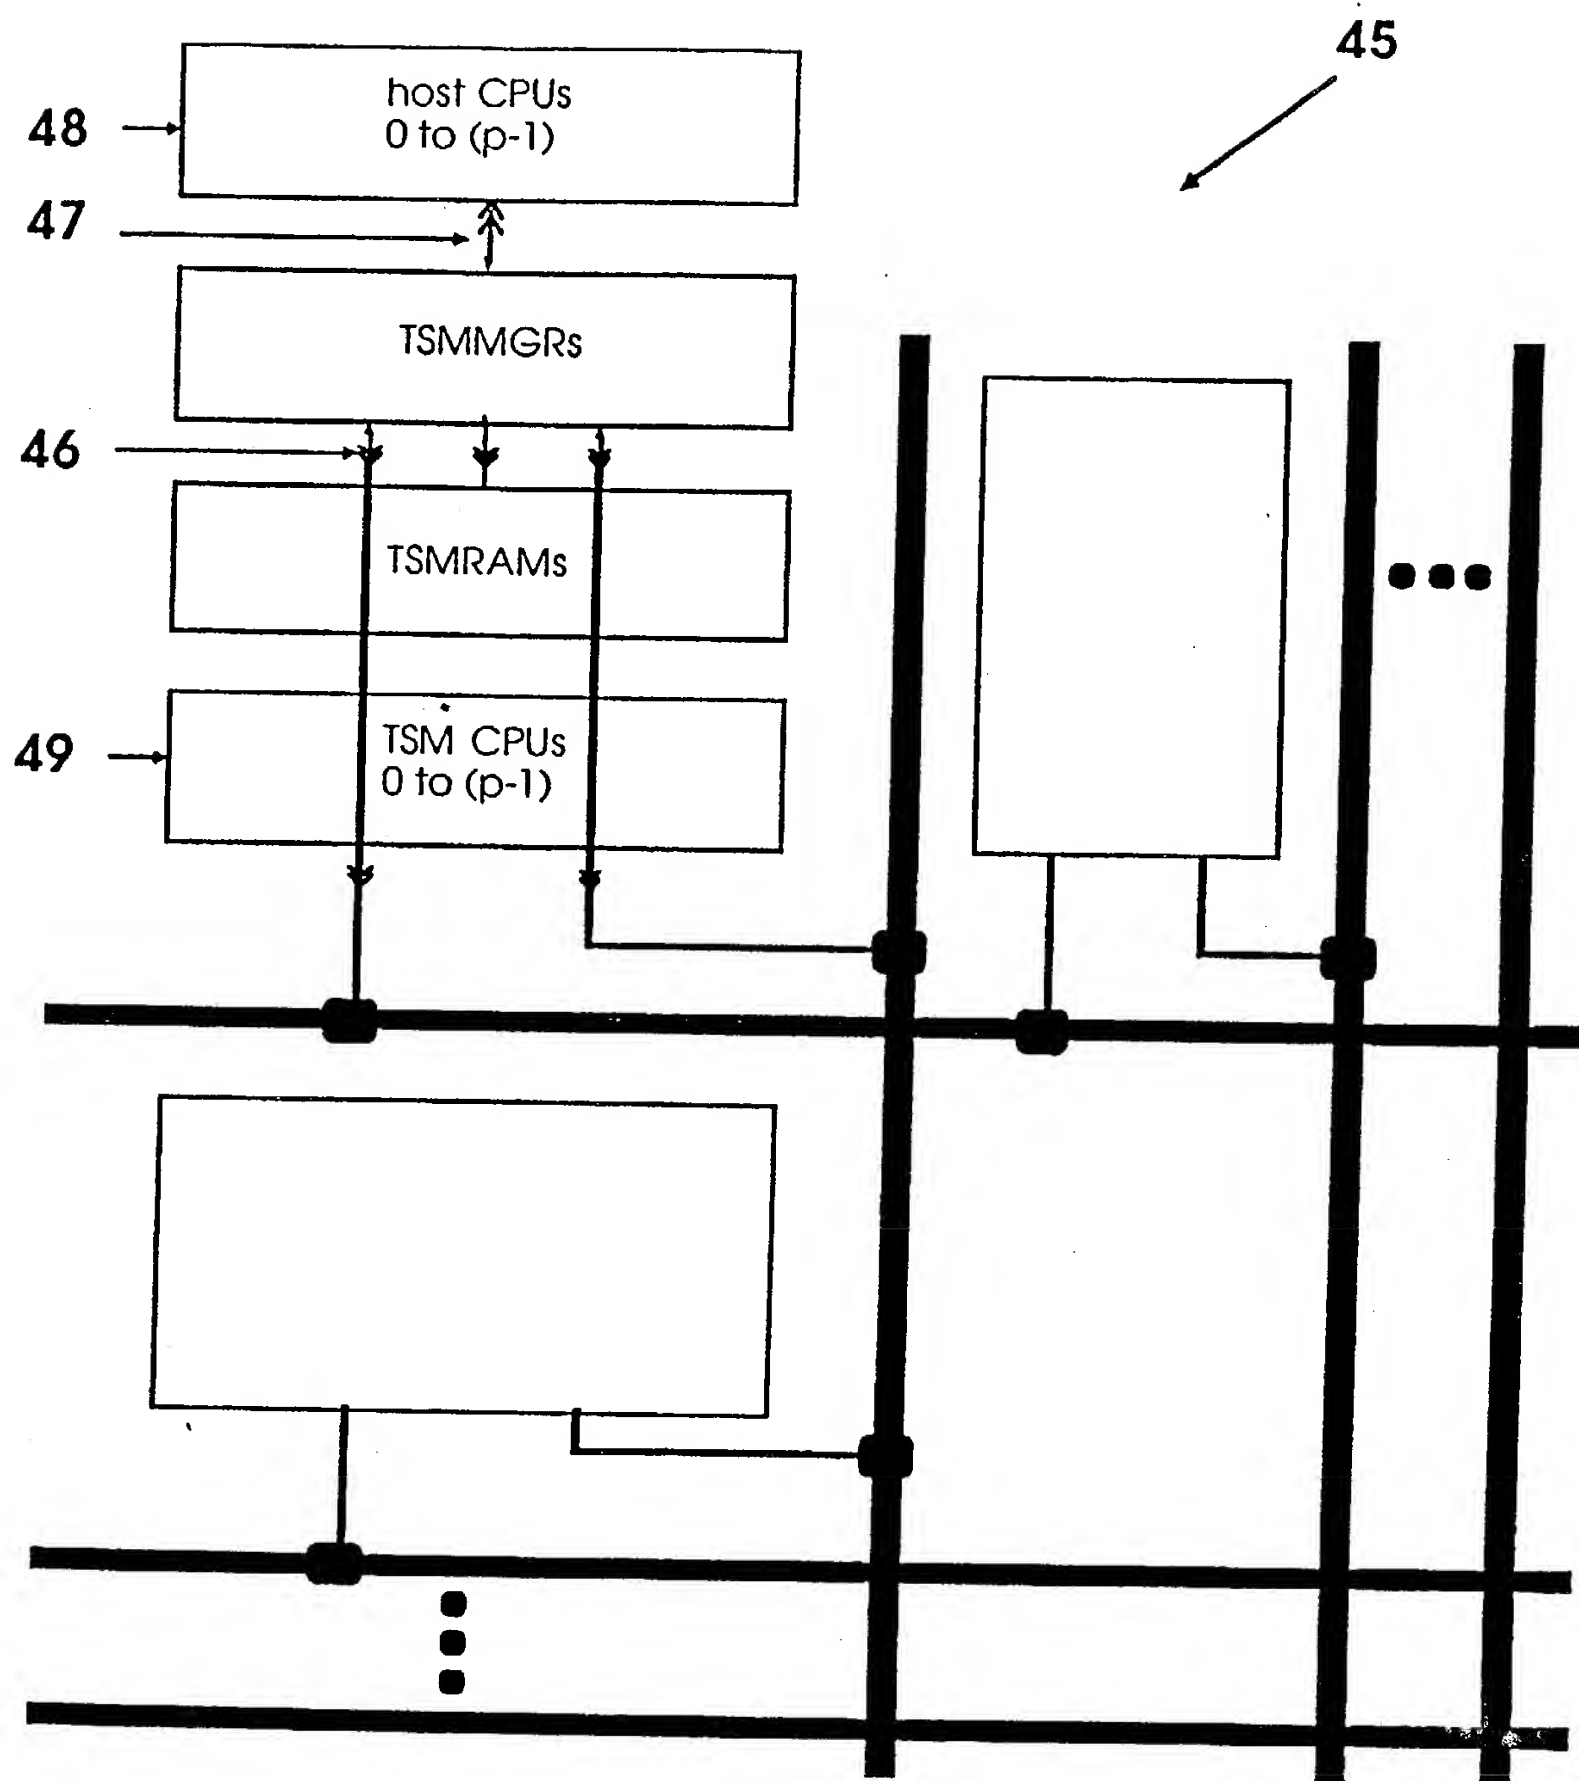 45
48
host CPUs
0 to (p-1)
47
TSMMGRs
46
TSMRAMs
49
TSM CPUs
0 to (p-1)